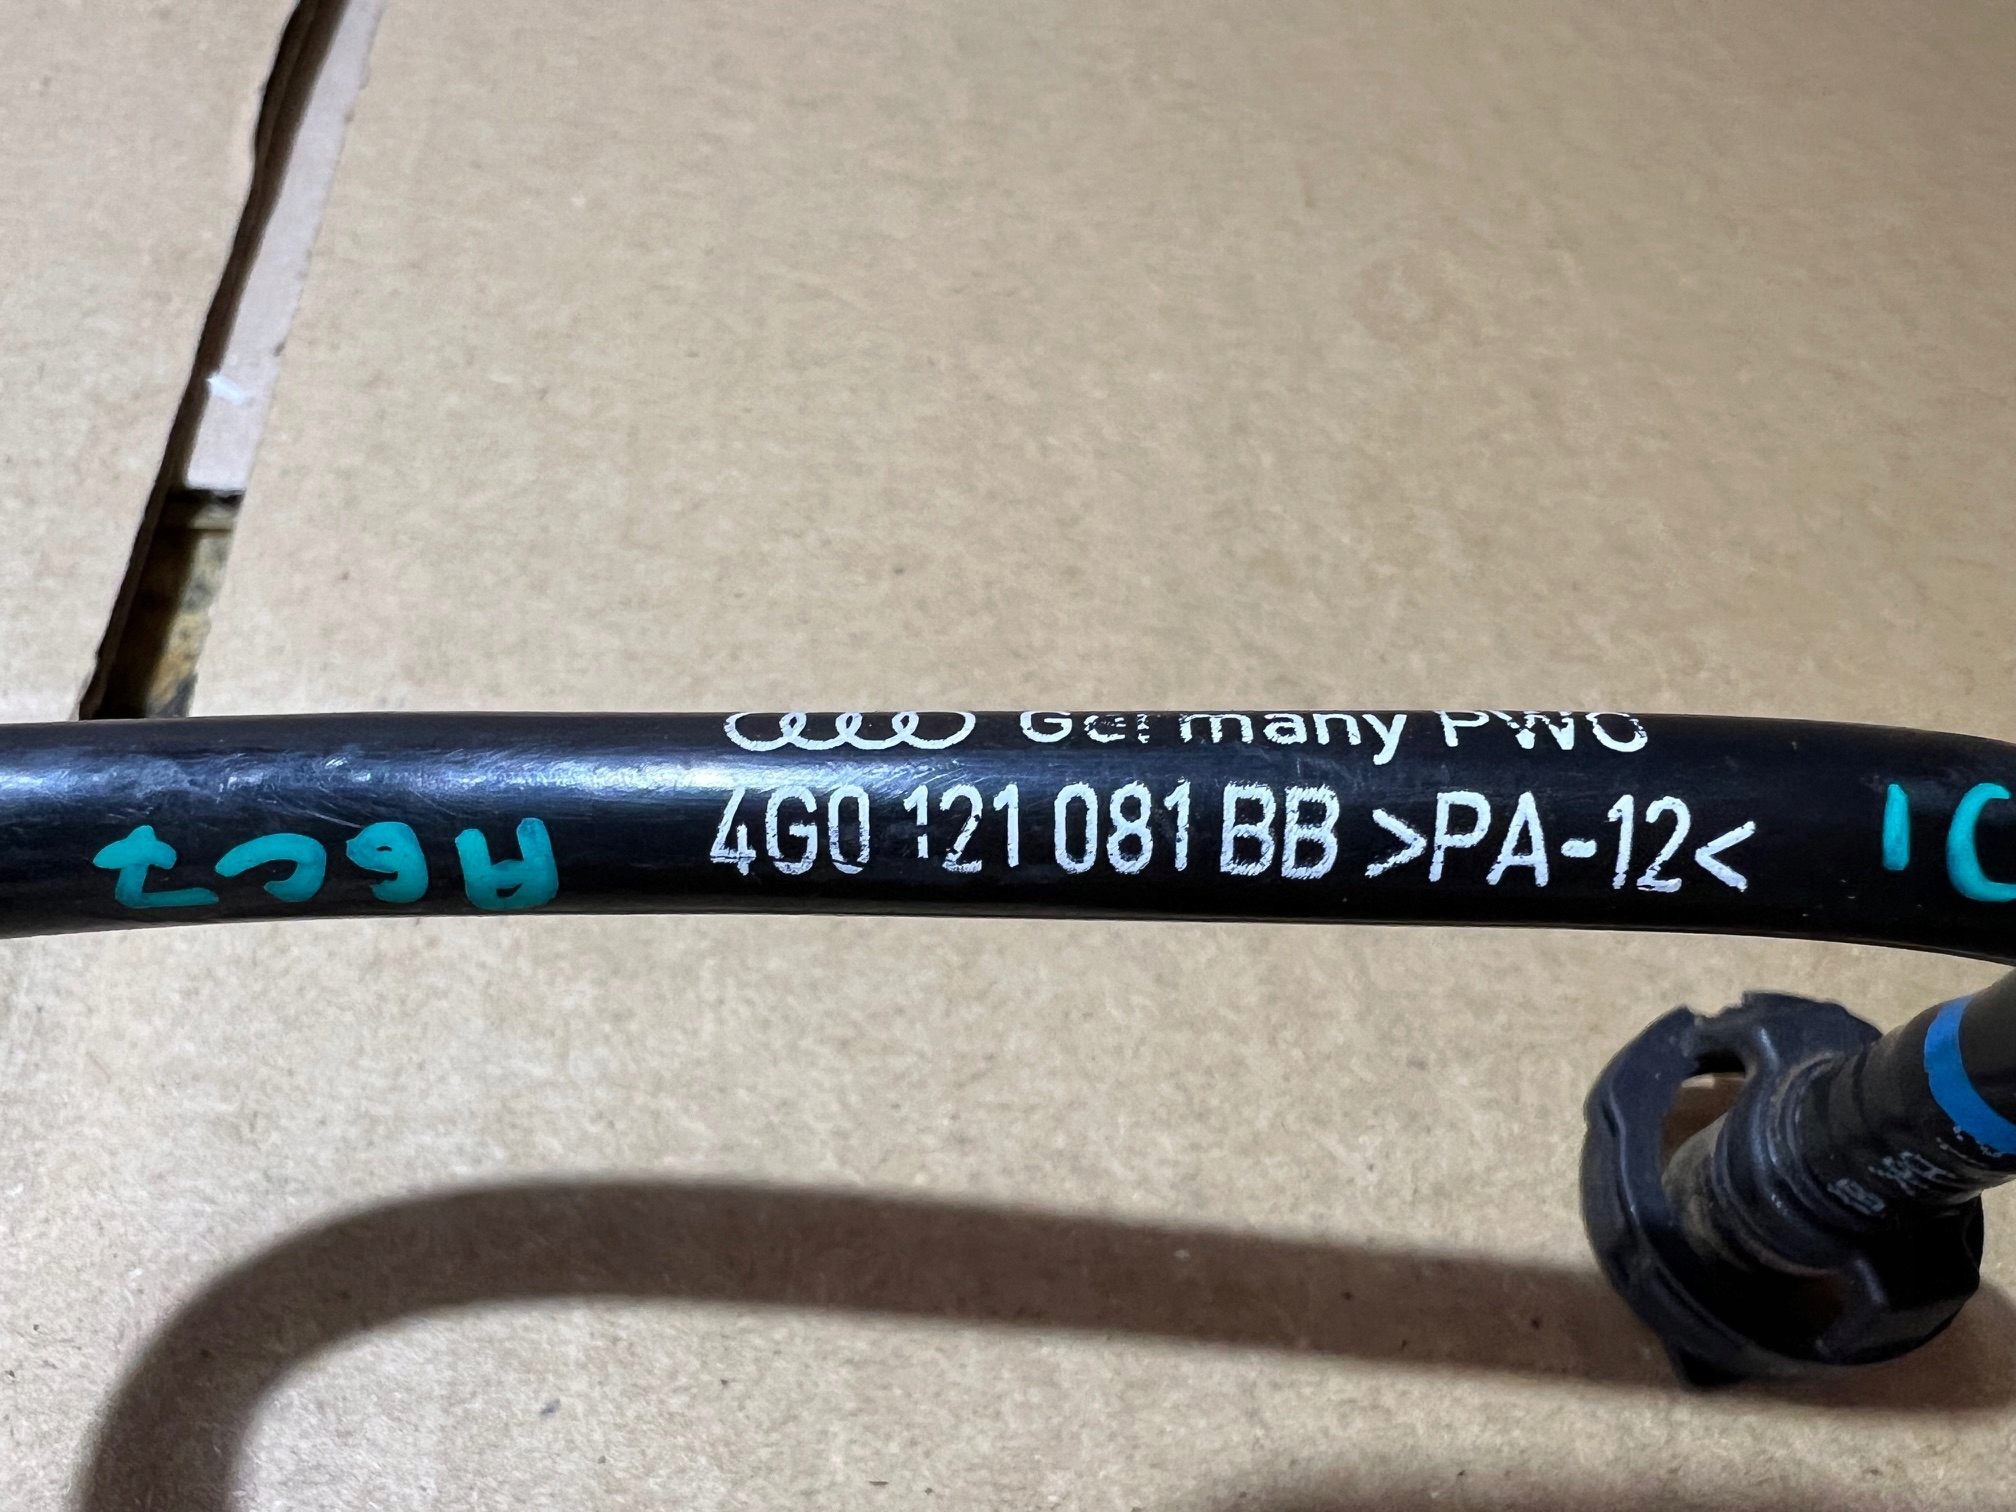 Germany PWO
4G0 121 081 BB >PA-12<
A6C7